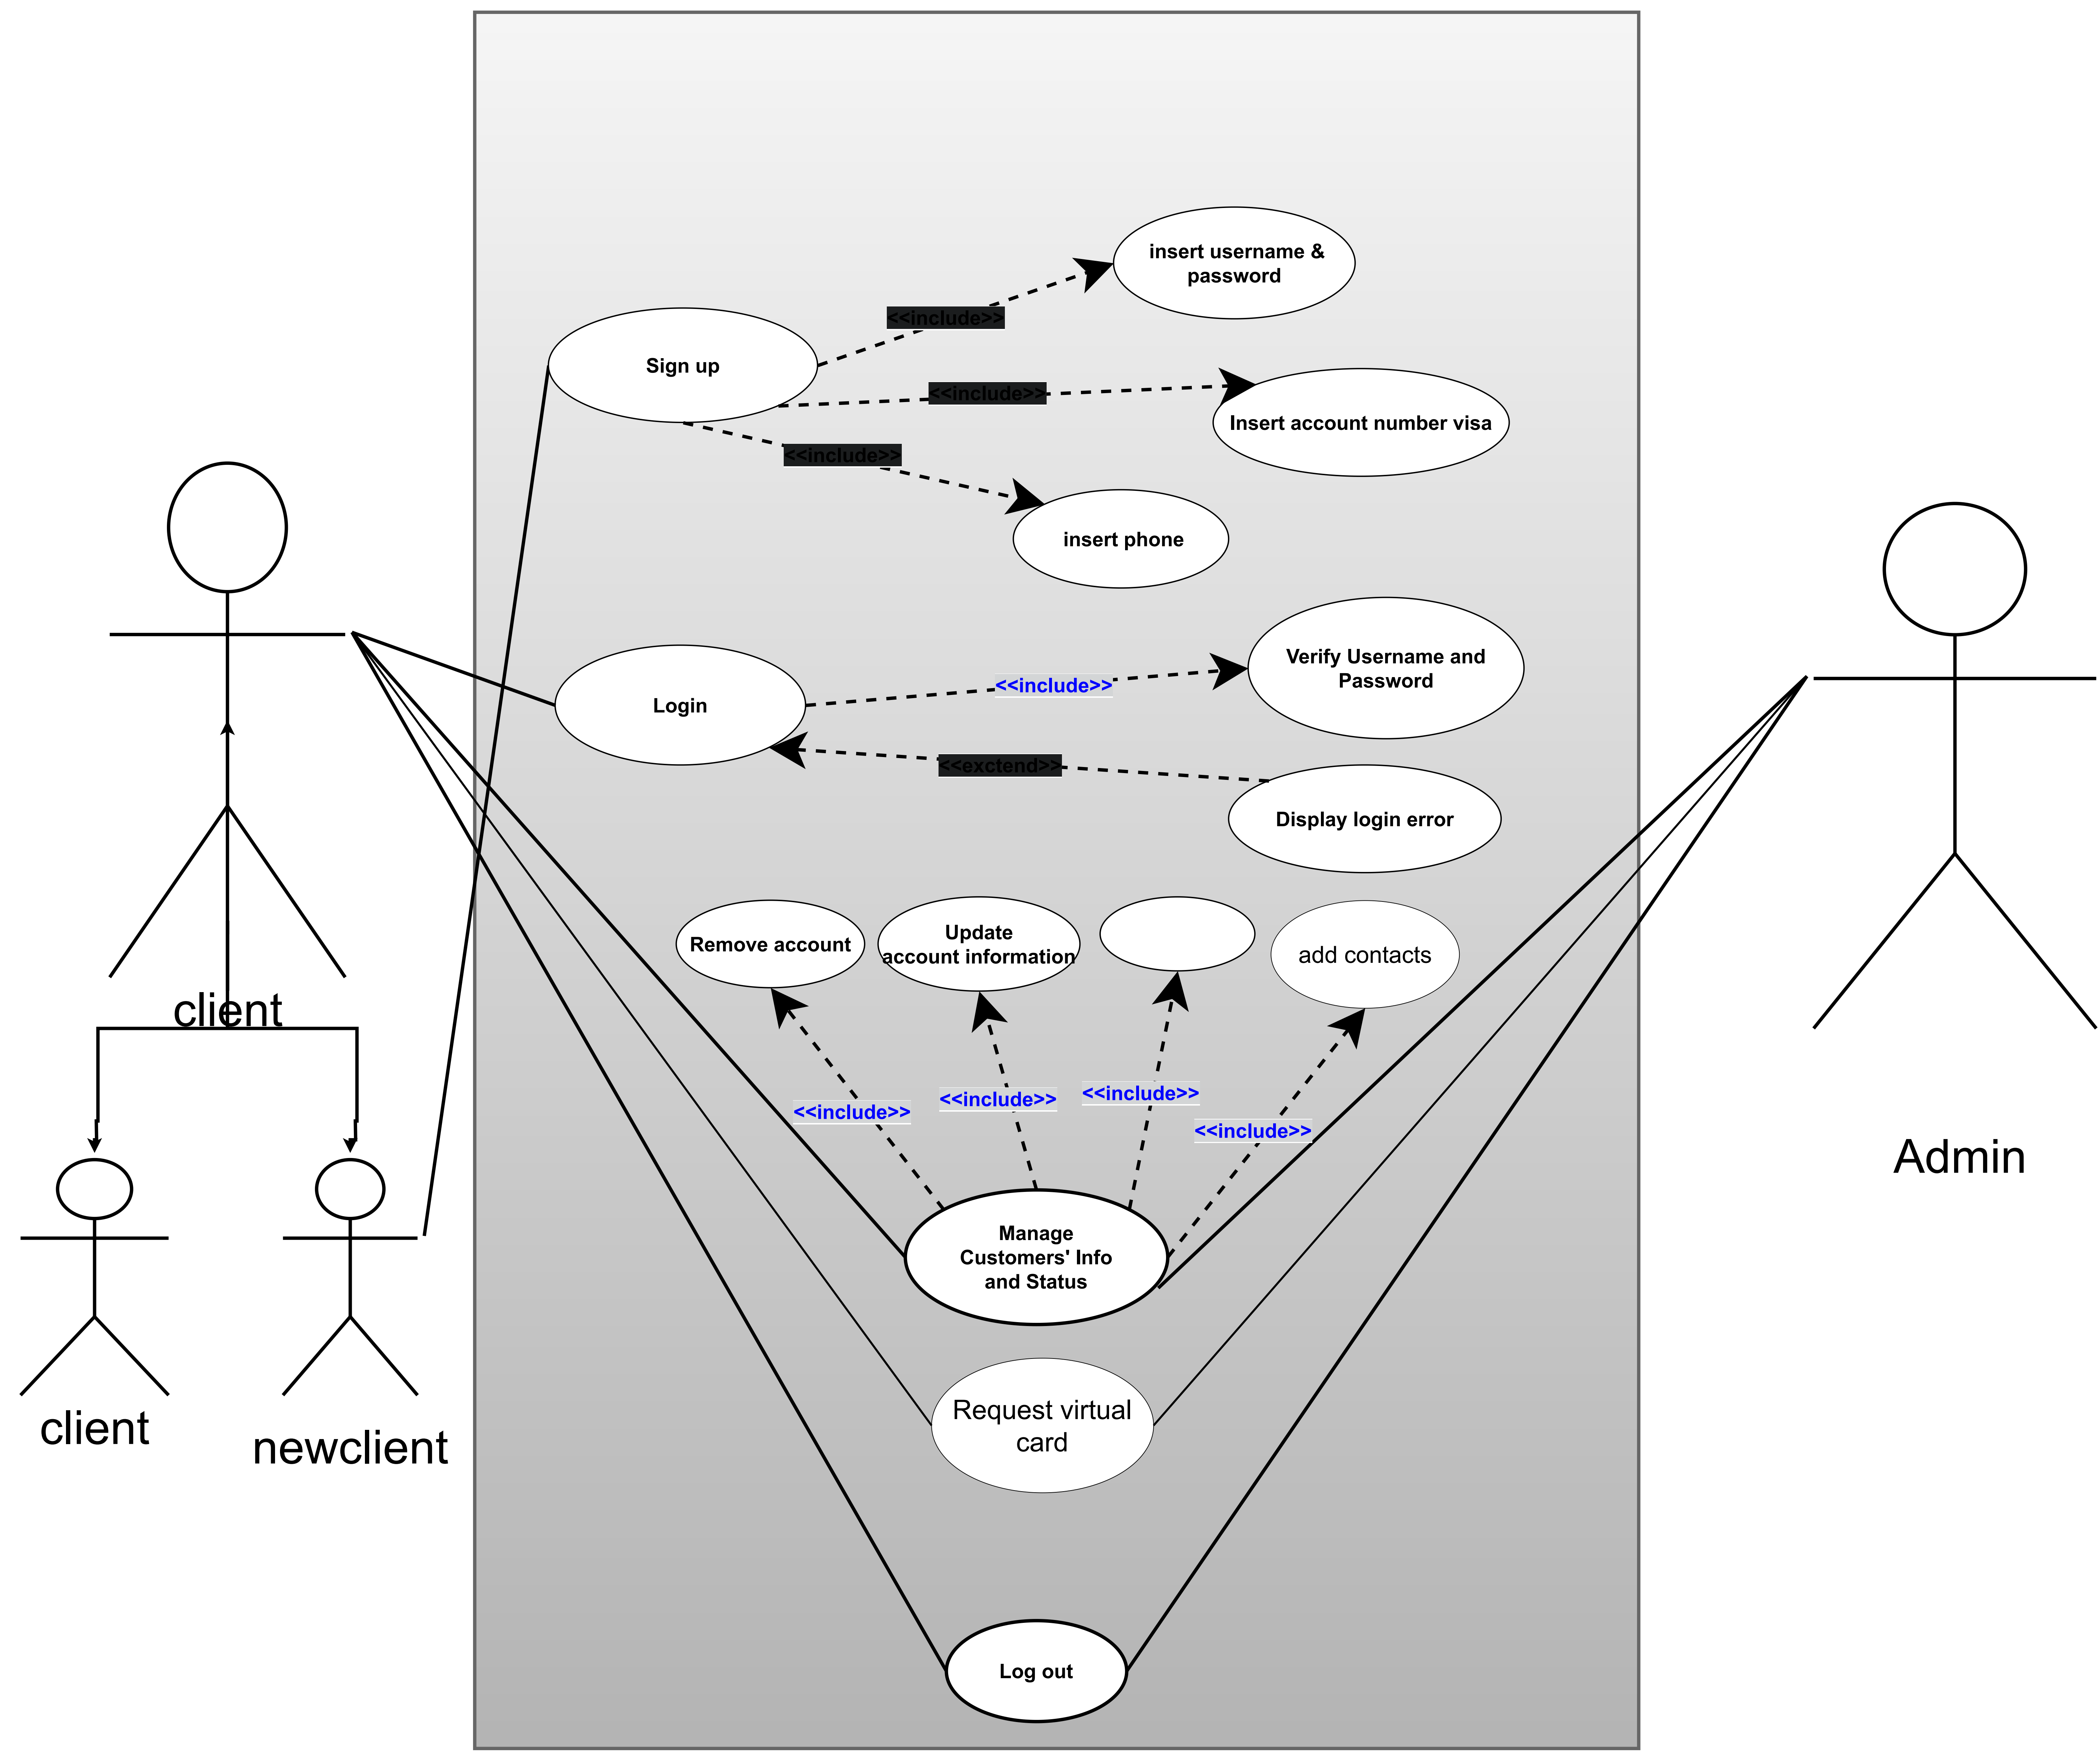 insert username &
password
<<include>>
Sign up
<<include>>
Insert account number visa
<<include>>
insert phone
Verify Username and
Password
<<include>>
Login
<<exctend>>
Display login error
Remove account
Update
account information
add contacts
client
<<include>>
<<include>>
<<include>>
<<include>>
Admin
Manage
Customers' Info
and Status
Request virtual
card
client
newclient
Log out